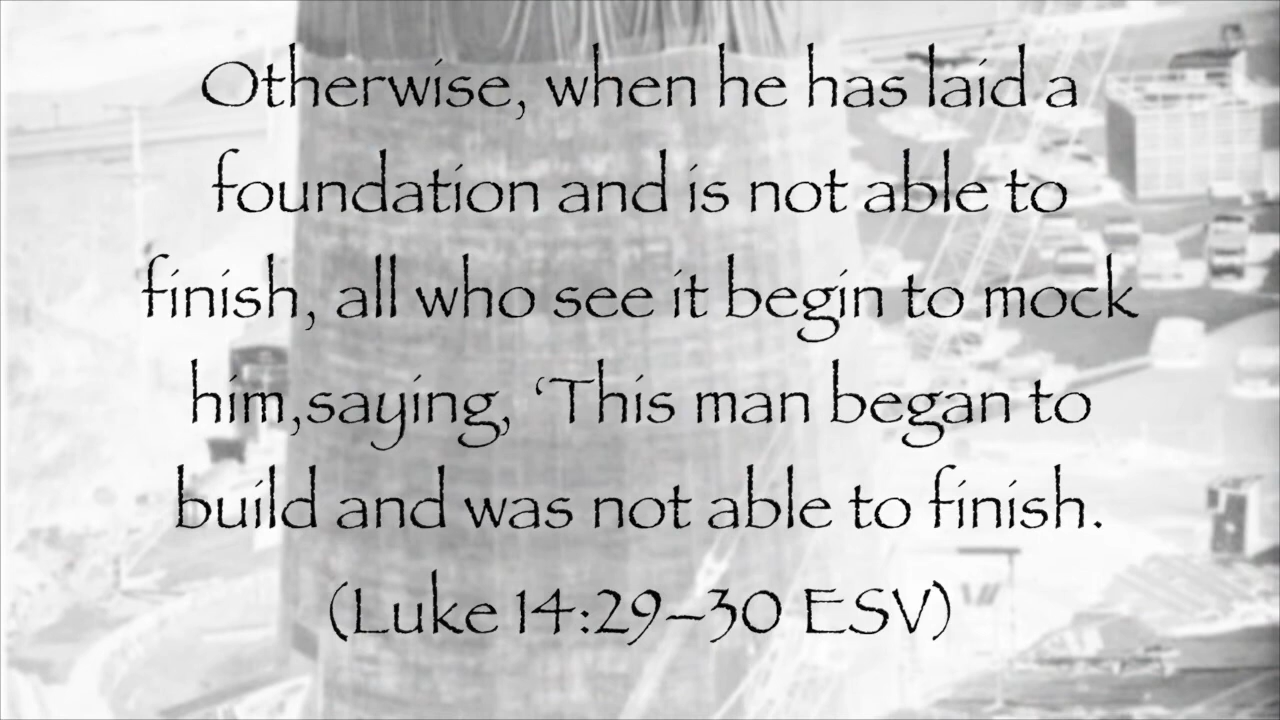 Otherwise, when he has laid a
foundation and is not able to
finish, all who see it begin to mock
him,saying, ‘This man began to
build and was not able to finish.
(Luke 14:29–30 ESV)